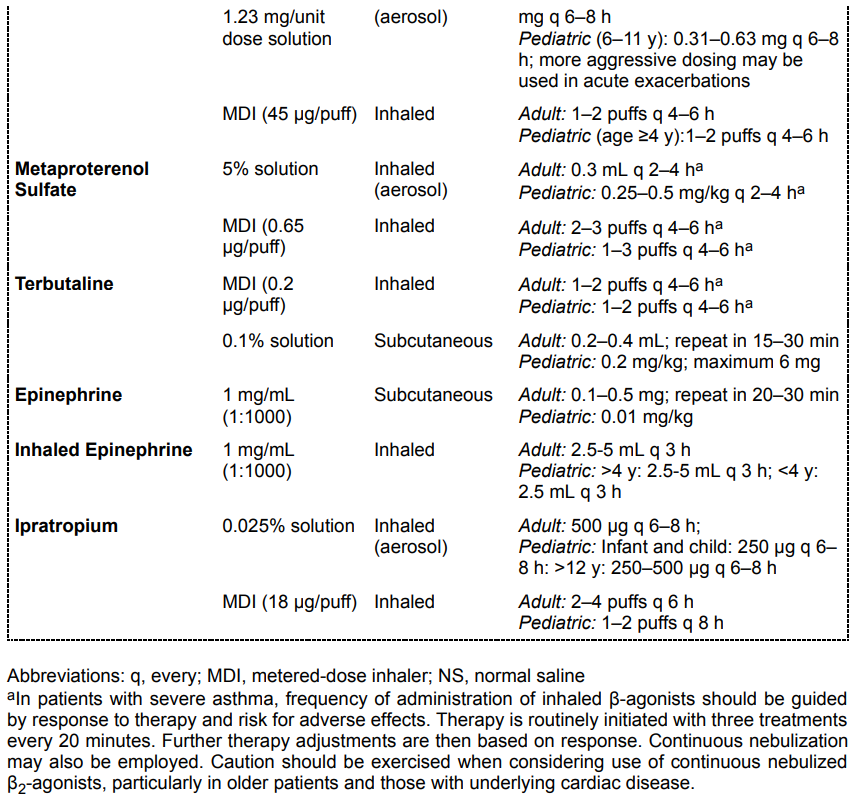 1.23 mg/unit (aerosol) mg q 6–8 h
dose solution Pediatric (6–11 y): 0.31–0.63 mg q 6–8
h; more aggressive dosing may be
used in acute exacerbations
MDI (45 μg/puff) Inhaled Adult: 1–2 puffs q 4–6 h
Pediatric (age ≥4 y):1–2 puffs q 4–6 h
Metaproterenol 5% solution Inhaled Adult: 0.3 mL q 2–4 hᵃ
Sulfate (aerosol) Pediatric: 0.25–0.5 mg/kg q 2–4 hᵃ
MDI (0.65 Inhaled Adult: 2–3 puffs q 4–6 hᵃ
μg/puff) Pediatric: 1–3 puffs q 4–6 hᵃ
Terbutaline MDI (0.2 Inhaled Adult: 1–2 puffs q 4–6 hᵃ
μg/puff) Pediatric: 1–2 puffs q 4–6 hᵃ
0.1% solution Subcutaneous Adult: 0.2–0.4 mL; repeat in 15–30 min
Pediatric: 0.2 mg/kg; maximum 6 mg
Epinephrine 1 mg/mL Subcutaneous Adult: 0.1–0.5 mg; repeat in 20–30 min
(1:1000) Pediatric: 0.01 mg/kg
Inhaled Epinephrine 1 mg/mL Inhaled Adult: 2.5-5 mL q 3 h
(1:1000) Pediatric: >4 y: 2.5-5 mL q 3 h; <4 y:
2.5 mL q 3 h
Ipratropium 0.025% solution Inhaled Adult: 500 μg q 6–8 h;
(aerosol) Pediatric: Infant and child: 250 μg q 6–
8 h: >12 y: 250–500 μg q 6–8 h
MDI (18 μg/puff) Inhaled Adult: 2–4 puffs q 6 h
Pediatric: 1–2 puffs q 8 h
Abbreviations: q, every; MDI, metered-dose inhaler; NS, normal saline
ᵃIn patients with severe asthma, frequency of administration of inhaled β-agonists should be guided
by response to therapy and risk for adverse effects. Therapy is routinely initiated with three treatments
every 20 minutes. Further therapy adjustments are then based on response. Continuous nebulization
may also be employed. Caution should be exercised when considering use of continuous nebulized
β₂-agonists, particularly in older patients and those with underlying cardiac disease.